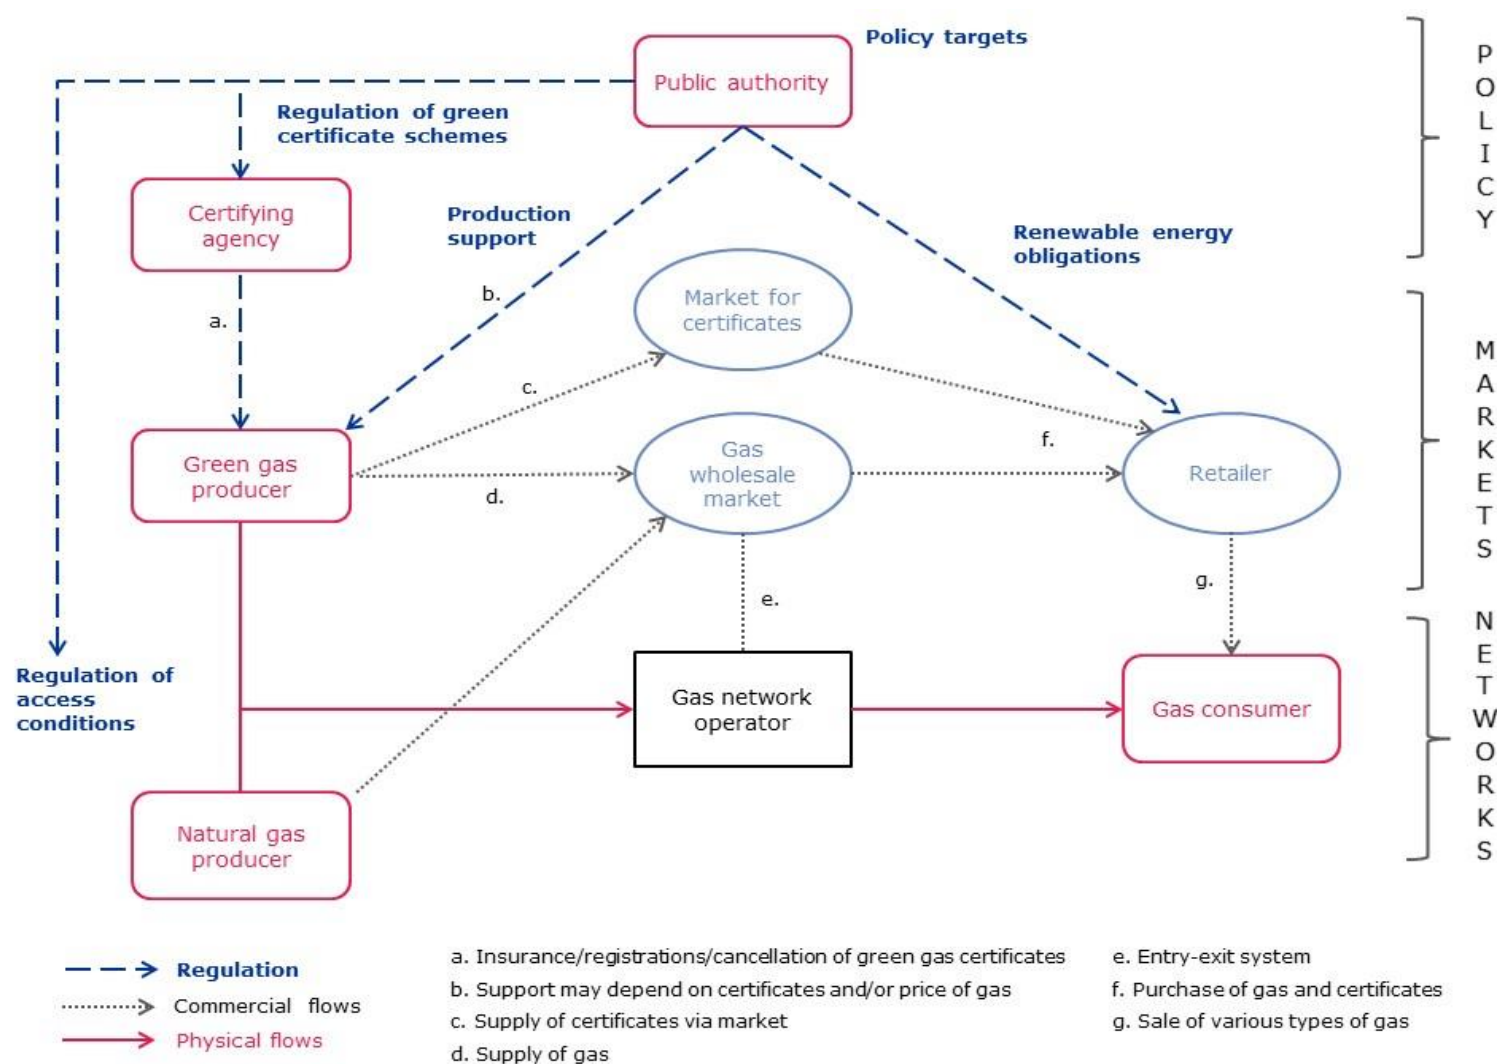 Policy targets
Public authority
Regulation of green
certificate schemes
Certifying
agency
Production
support
Renewable energy
obligations
a.
b.
Market for
certificates
c.
Green gas
producer
d.
Gas
wholesale
market
f.
Retailer
e.
g.
Regulation of
access
conditions
Gas network
operator
Gas consumer
Natural gas
producer
P
O
L
I
C
Y
M
A
R
K
E
T
S
N
E
T
W
O
R
K
S
Regulation
Commercial flows
Physical flows
a. Insurance/registrations/cancellation of green gas certificates
b. Support may depend on certificates and/or price of gas
c. Supply of certificates via market
d. Supply of gas
e. Entry-exit system
f. Purchase of gas and certificates
g. Sale of various types of gas